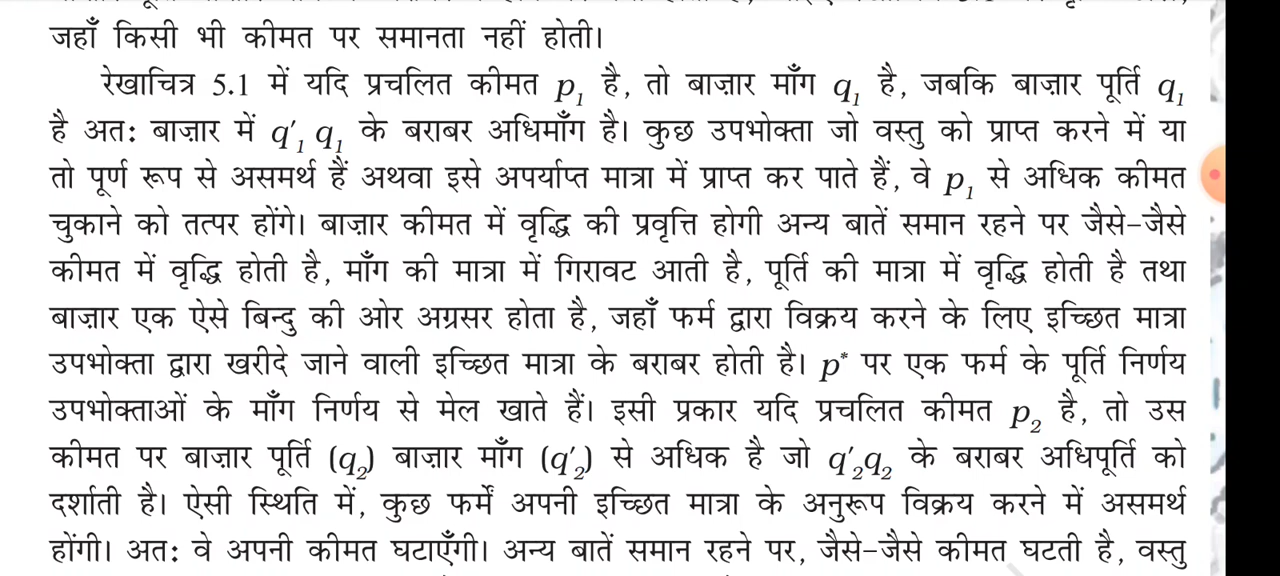 जहाँ किसी भी कीमत पर समानता नहीं होती।
रेखाचित्र 5.1 में यदि प्रचलित कीमत p₁ है, तो बाज़ार माँग q₁ है, जबकि बाज़ार पूर्ति q₁
है अत: बाज़ार में q′₁ q₁ के बराबर अधिमाँग है। कुछ उपभोक्ता जो वस्तु को प्राप्त करने में या
तो पूर्ण रूप से असमर्थ हैं अथवा इसे अपर्याप्त मात्रा में प्राप्त कर पाते हैं, वे p₁ से अधिक कीमत
चुकाने को तत्पर होंगे। बाज़ार कीमत में वृद्धि की प्रवृत्ति होगी अन्य बातें समान रहने पर जैसे-जैसे
कीमत में वृद्धि होती है, माँग की मात्रा में गिरावट आती है, पूर्ति की मात्रा में वृद्धि होती है तथा
बाज़ार एक ऐसे बिन्दु की ओर अग्रसर होता है, जहाँ फर्म द्वारा विक्रय करने के लिए इच्छित मात्रा
उपभोक्ता द्वारा खरीदे जाने वाली इच्छित मात्रा के बराबर होती है। p* पर एक फर्म के पूर्ति निर्णय
उपभोक्ताओं के माँग निर्णय से मेल खाते हैं। इसी प्रकार यदि प्रचलित कीमत p₂ है, तो उस
कीमत पर बाज़ार पूर्ति (q₂) बाज़ार माँग (q′₂) से अधिक है जो q′₂q₂ के बराबर अधिपूर्ति को
दर्शाती है। ऐसी स्थिति में, कुछ फर्में अपनी इच्छित मात्रा के अनुरूप विक्रय करने में असमर्थ
होंगी। अत: वे अपनी कीमत घटाएँगी। अन्य बातें समान रहने पर, जैसे-जैसे कीमत घटती है, वस्तु